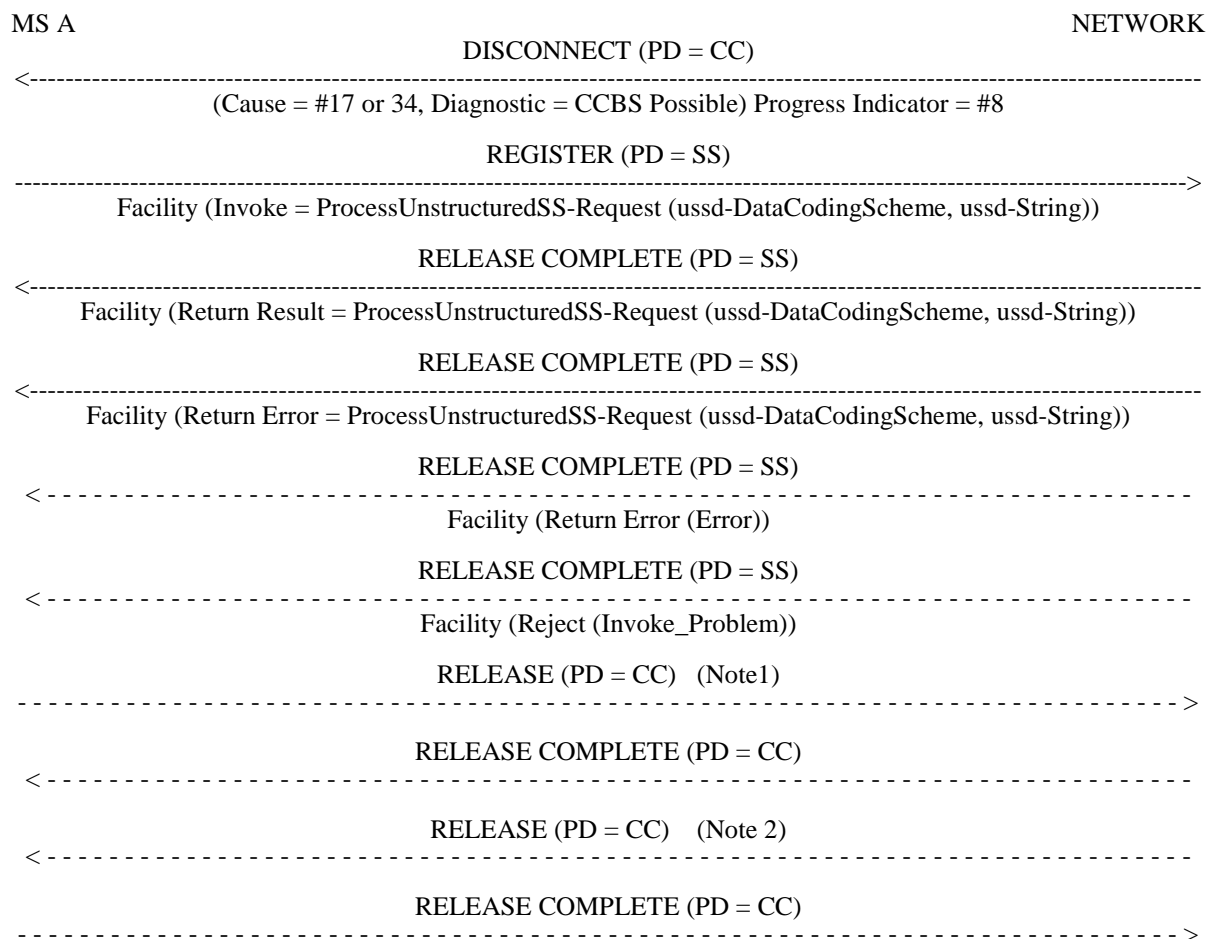 MS A NETWORK
DISCONNECT (PD = CC)
<------------------------------------------------------------
(Cause = #17 or 34, Diagnostic = CCBS Possible) Progress Indicator = #8
REGISTER (PD = SS)
------------------------------------------------------------>
Facility (Invoke = ProcessUnstructuredSS-Request (ussd-DataCodingScheme, ussd-String))
RELEASE COMPLETE (PD = SS)
<------------------------------------------------------------
Facility (Return Result = ProcessUnstructuredSS-Request (ussd-DataCodingScheme, ussd-String))
RELEASE COMPLETE (PD = SS)
<------------------------------------------------------------
Facility (Return Error = ProcessUnstructuredSS-Request (ussd-DataCodingScheme, ussd-String))
RELEASE COMPLETE (PD = SS)
< - - - - - - - - - - - - - - - - - - - - - - - - - - - - - -
Facility (Return Error (Error))
RELEASE COMPLETE (PD = SS)
< - - - - - - - - - - - - - - - - - - - - - - - - - - - - - -
Facility (Reject (Invoke_Problem))
RELEASE (PD = CC) (Note1)
- - - - - - - - - - - - - - - - - - - - - - - - - - - - - - >
RELEASE COMPLETE (PD = CC)
< - - - - - - - - - - - - - - - - - - - - - - - - - - - - - -
RELEASE (PD = CC) (Note 2)
< - - - - - - - - - - - - - - - - - - - - - - - - - - - - - -
RELEASE COMPLETE (PD = CC)
- - - - - - - - - - - - - - - - - - - - - - - - - - - - - - >